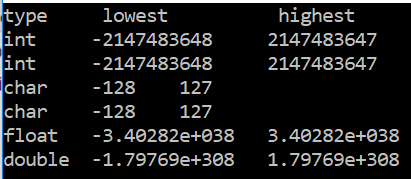 type lowest highest
int -2147483648 2147483647
int -2147483648 2147483647
char -128 127
char -128 127
float -3.40282e+038 3.40282e+038
double -1.79769e+308 1.79769e+308